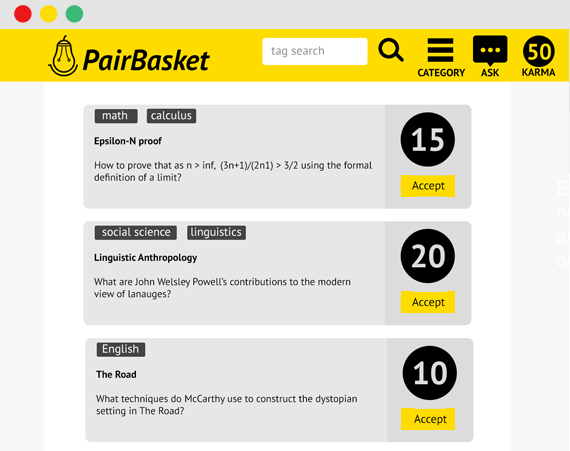 PairBasket
tag search
CATEGORY
ASK
50
KARMA
math calculus
Epsilon-N proof
How to prove that as n > inf, (3n+1)/(2n1) > 3/2 using the formal
definition of a limit?
15
Accept
social science linguistics
Linguistic Anthropology
What are John Welsley Powell's contributions to the modern
view of lanauges?
20
Accept
English
The Road
What techniques do McCarthy use to construct the dystopian
setting in The Road?
10
Accept